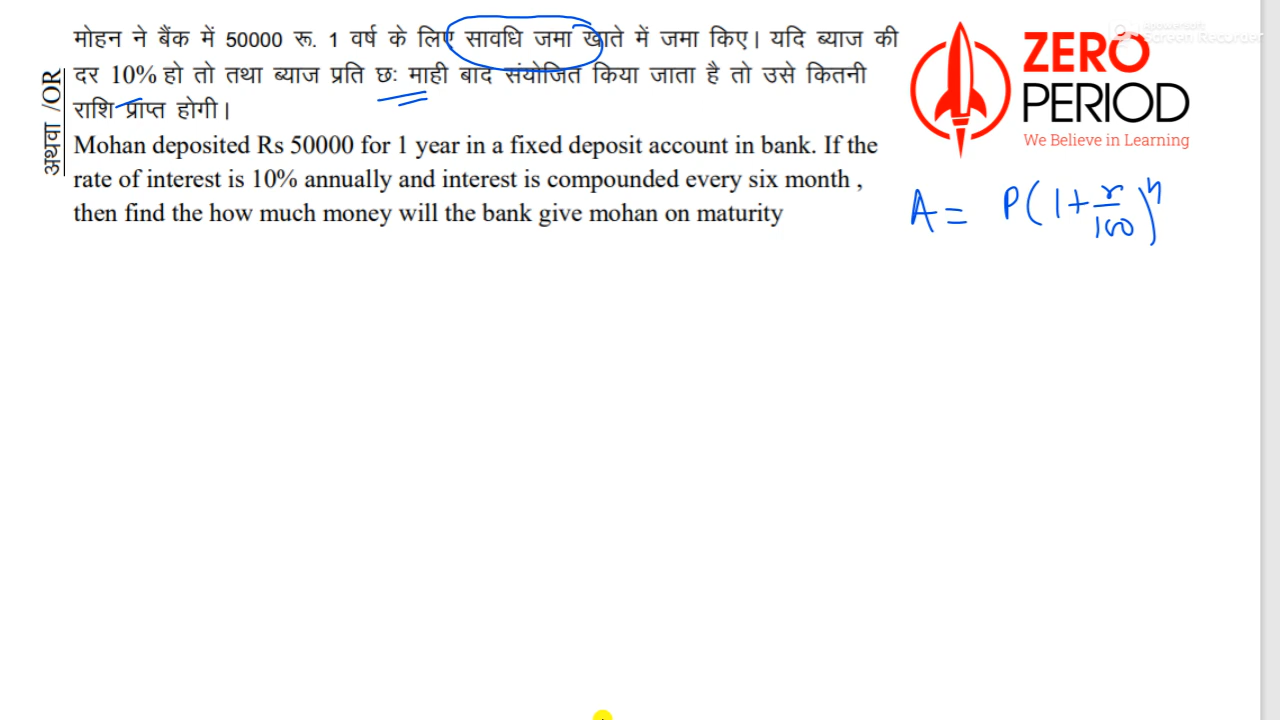 मोहन ने बैंक में 50000 रू. 1 वर्ष के लिए सावधि जमा खाते में जमा किए। यदि ब्याज की
दर 10% हो तो तथा ब्याज प्रति छः माही बाद संयोजित किया जाता है तो उसे कितनी
राशि प्राप्त होगी।
अथवा /OR
Mohan deposited Rs 50000 for 1 year in a fixed deposit account in bank. If the
rate of interest is 10% annually and interest is compounded every six month ,
then find the how much money will the bank give mohan on maturity
ZERO
PERIOD
We Believe in Learning
Apowersoft
Screen Recorder
A = P(1+r/100)^n